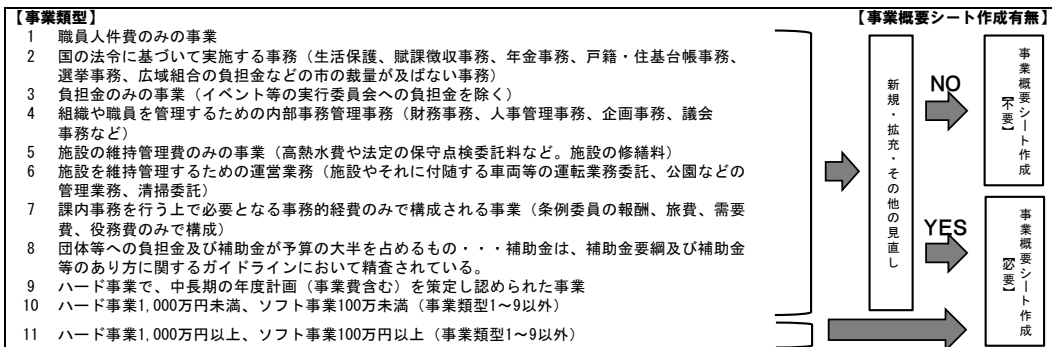 【事業類型】
【事業概要シート作成有無】
1 職員人件費のみの事業
2 国の法令に基づいて実施する事務（生活保護、賦課徴収事務、年金事務、戸籍・住基台帳事務、
選挙事務、広域組合の負担金などの市の裁量が及ばない事務）
3 負担金のみの事業（イベント等の実行委員会への負担金を除く）
4 組織や職員を管理するための内部事務管理事務（財務事務、人事管理事務、企画事務、議会
事務など）
5 施設の維持管理費のみの事業（高熱水費や法定の保守点検委託料など。施設の修繕料）
6 施設を維持管理するための運営業務（施設やそれに付随する車両等の運転業務委託、公園などの
管理業務、清掃委託）
7 課内事務を行う上で必要となる事務的経費のみで構成される事業（条例委員の報酬、旅費、需要
費、役務費のみで構成）
8 団体等への負担金及び補助金が予算の大半を占めるもの・・・補助金は、補助金要綱及び補助金
等のあり方に関するガイドラインにおいて精査されている。
9 ハード事業で、中長期の年度計画（事業費含む）を策定し認められた事業
10 ハード事業1,000万円未満、ソフト事業100万未満（事業類型1～9以外）
11 ハード事業1,000万円以上、ソフト事業100万円以上（事業類型1～9以外）
新規・拡充・その他の見直し
NO
事業概要シート作成
【不要】
YES
事業概要シート作成
【必要】